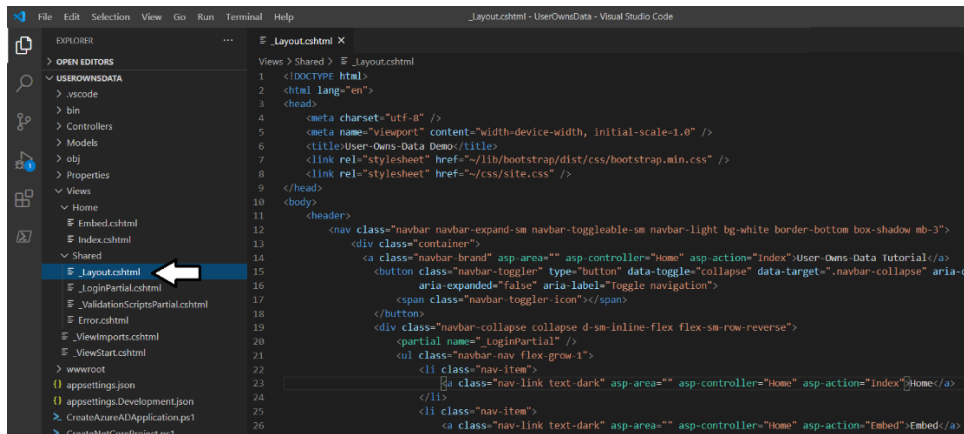 File Edit Selection View Go Run Terminal Help
_Layout.cshtml - UserOwnsData - Visual Studio Code
EXPLORER
OPEN EDITORS
USEROWNSDATA
.vscode
bin
Controllers
Models
obj
Properties
Views
Home
Embed.cshtml
Index.cshtml
Shared
_Layout.cshtml
_LoginPartial.cshtml
_ValidationScriptsPartial.cshtml
Error.cshtml
_ViewImports.cshtml
_ViewStart.cshtml
wwwroot
{} appsettings.json
{} appsettings.Development.json
CreateAzureADApplication.ps1
CreateNetCoreProject.ps1
1
_Layout.cshtml ×
Views > Shared > _Layout.cshtml
1 <!DOCTYPE html>
2 <html lang="en">
3 <head>
4 <meta charset="utf-8" />
5 <meta name="viewport" content="width=device-width, initial-scale=1.0" />
6 <title>User-Owns-Data Demo</title>
7 <link rel="stylesheet" href="~/lib/bootstrap/dist/css/bootstrap.min.css" />
8 <link rel="stylesheet" href="~/css/site.css" />
9 </head>
10 <body>
11 <header>
12 <nav class="navbar navbar-expand-sm navbar-toggleable-sm navbar-light bg-white border-bottom box-shadow mb-3">
13 <div class="container">
14 <a class="navbar-brand" asp-area="" asp-controller="Home" asp-action="Index">User-Owns-Data Tutorial</a>
15 <button class="navbar-toggler" type="button" data-toggle="collapse" data-target=".navbar-collapse" aria-c
16 aria-expanded="false" aria-label="Toggle navigation">
17 <span class="navbar-toggler-icon"></span>
18 </button>
19 <div class="navbar-collapse collapse d-sm-inline-flex flex-sm-row-reverse">
20 <partial name="_LoginPartial" />
21 <ul class="navbar-nav flex-grow-1">
22 <li class="nav-item">
23 <a class="nav-link text-dark" asp-area="" asp-controller="Home" asp-action="Index">Home</a>
24 </li>
25 <li class="nav-item">
26 <a class="nav-link text-dark" asp-area="" asp-controller="Home" asp-action="Embed">Embed</a>